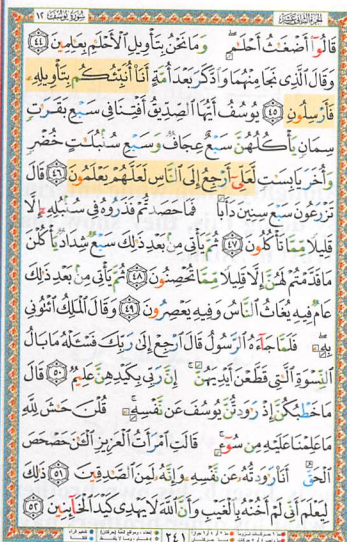 الجزء الثاني عشر سورة يوسف ١٢
قَالُوٓا۟ أَضْغَـٰثُ أَحْلَـٰمٍ ۖ وَمَا نَحْنُ بِتَأْوِيلِ ٱلْأَحْلَـٰمِ بِعَـٰلِمِينَ ٤٤
وَقَالَ ٱلَّذِى نَجَا مِنْهُمَا وَٱدَّكَرَ بَعْدَ أُمَّةٍ أَنَا۠ أُنَبِّئُكُم بِتَأْوِيلِهِۦ
فَأَرْسِلُونِ ٤٥ يُوسُفُ أَيُّهَا ٱلصِّدِّيقُ أَفْتِنَا فِى سَبْعِ بَقَرَٰتٍ
سِمَانٍ يَأْكُلُهُنَّ سَبْعٌ عِجَافٌ وَسَبْعِ سُنۢبُلَـٰتٍ خُضْرٍ
وَأُخَرَ يَابِسَـٰتٍ لَّعَلِّىٓ أَرْجِعُ إِلَى ٱلنَّاسِ لَعَلَّهُمْ يَعْلَمُونَ ٤٦ قَالَ
تَزْرَعُونَ سَبْعَ سِنِينَ دَأَبًا فَمَا حَصَدتُّمْ فَذَرُوهُ فِى سُنۢبُلِهِۦٓ إِلَّا
قَلِيلًا مِّمَّا تَأْكُلُونَ ٤٧ ثُمَّ يَأْتِى مِنۢ بَعْدِ ذَٰلِكَ سَبْعٌ شِدَادٌ يَأْكُلْنَ
مَا قَدَّمْتُمْ لَهُنَّ إِلَّا قَلِيلًا مِّمَّا تُحْصِنُونَ ٤٨ ثُمَّ يَأْتِى مِنۢ بَعْدِ ذَٰلِكَ
عَامٌ فِيهِ يُغَاثُ ٱلنَّاسُ وَفِيهِ يَعْصِرُونَ ٤٩ وَقَالَ ٱلْمَلِكُ ٱئْتُونِى
بِهِۦ ۖ فَلَمَّا جَآءَهُ ٱلرَّسُولُ قَالَ ٱرْجِعْ إِلَىٰ رَبِّكَ فَسْـَٔلْهُ مَا بَالُ
ٱلنِّسْوَةِ ٱلَّـٰتِى قَطَّعْنَ أَيْدِيَهُنَّ ۚ إِنَّ رَبِّى بِكَيْدِهِنَّ عَلِيمٌ ٥٠ قَالَ
مَا خَطْبُكُنَّ إِذْ رَٰوَدتُّنَّ يُوسُفَ عَن نَّفْسِهِۦ ۚ قُلْنَ حَـٰشَ لِلَّهِ
مَا عَلِمْنَا عَلَيْهِ مِن سُوٓءٍ ۚ قَالَتِ ٱمْرَأَتُ ٱلْعَزِيزِ ٱلْـَٔـٰنَ حَصْحَصَ
ٱلْحَقُّ أَنَا۠ رَٰوَدتُّهُۥ عَن نَّفْسِهِۦ وَإِنَّهُۥ لَمِنَ ٱلصَّـٰدِقِينَ ٥١ ذَٰلِكَ
لِيَعْلَمَ أَنِّى لَمْ أَخُنْهُ بِٱلْغَيْبِ وَأَنَّ ٱللَّهَ لَا يَهْدِى كَيْدَ ٱلْخَآئِنِينَ ٥٢
٢٤١